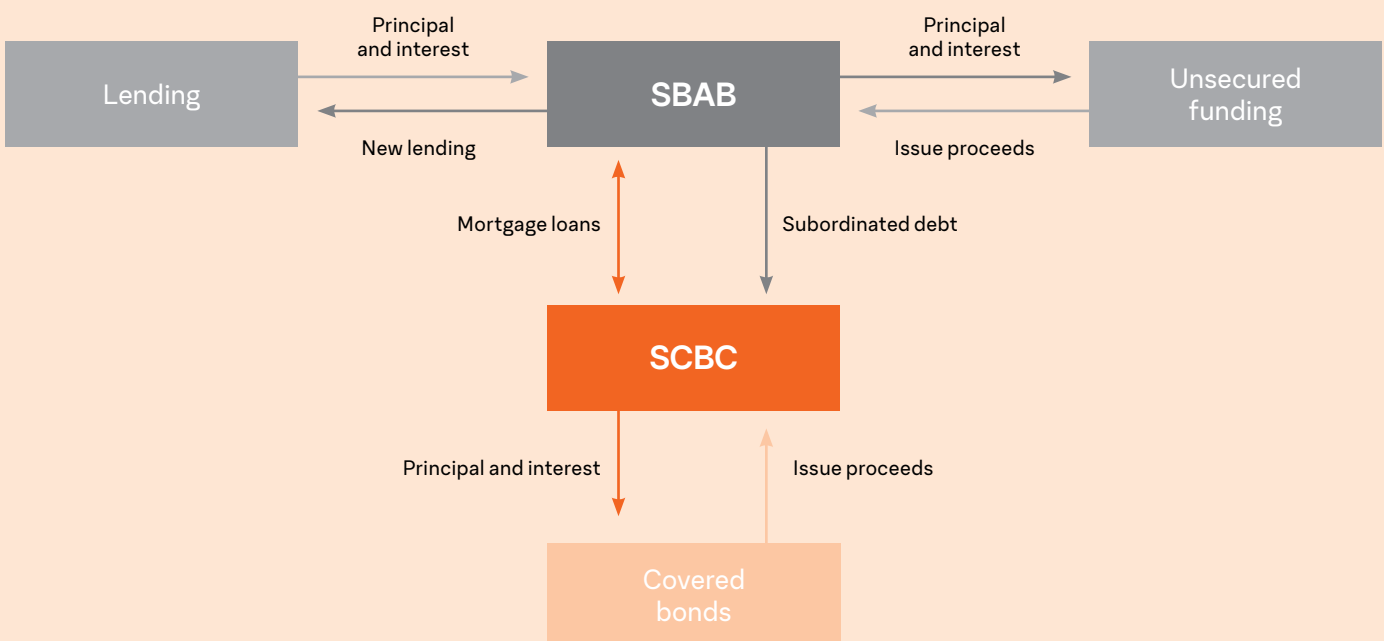 Principal
and interest
Principal
and interest
Lending
SBAB
Unsecured
funding
New lending
Issue proceeds
Mortgage loans
Subordinated debt
SCBC
Principal and interest
Issue proceeds
Covered
bonds